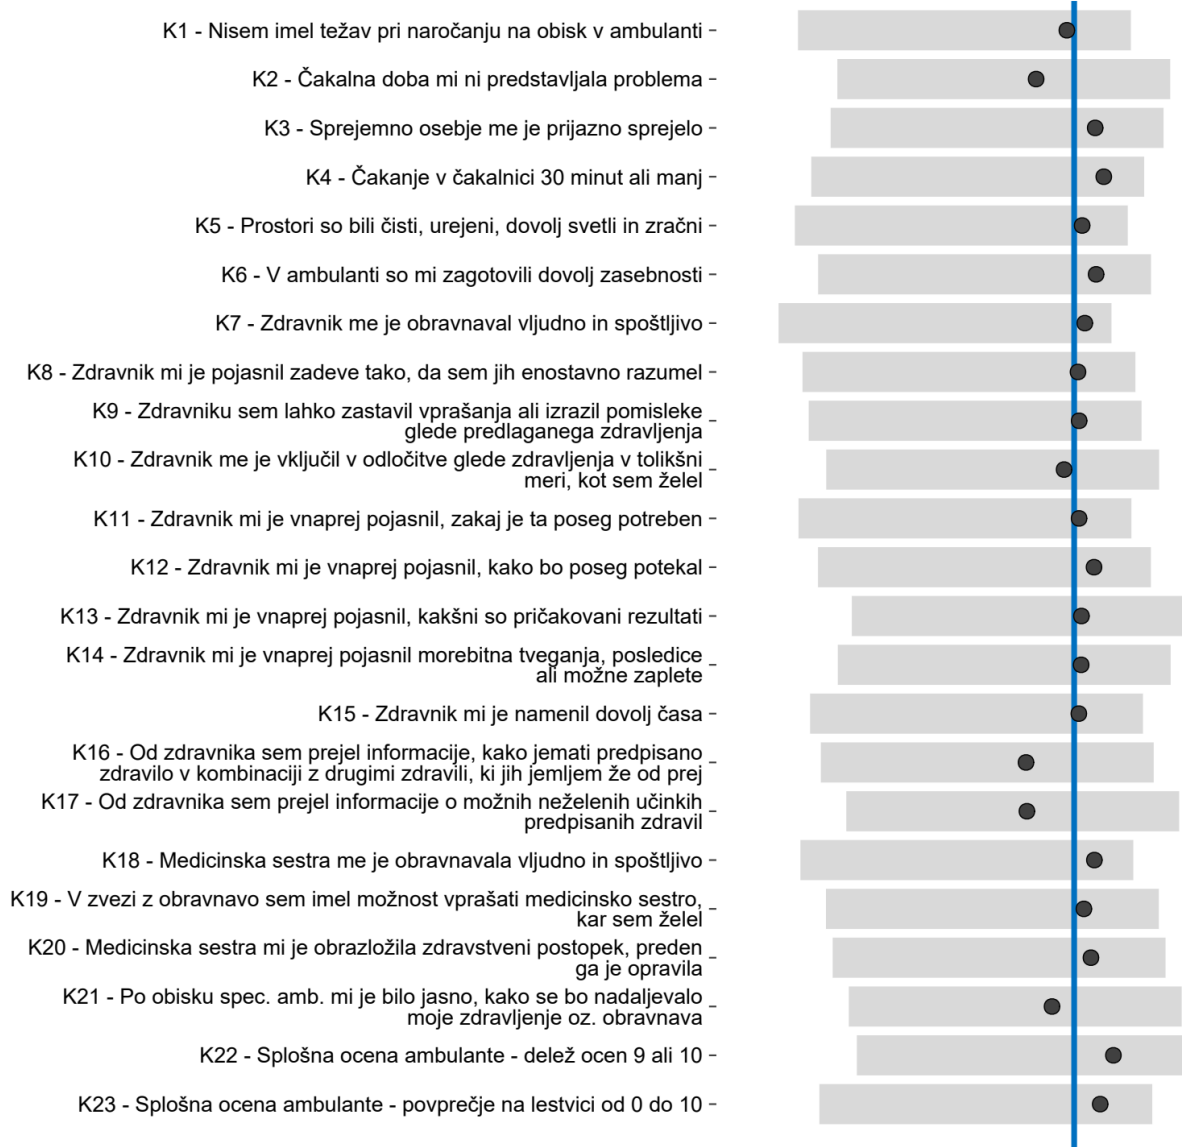 K1 - Nisem imel težav pri naročanju na obisk v ambulanti
K2 - Čakalna doba mi ni predstavljala problema
K3 - Sprejemno osebje me je prijazno sprejelo
K4 - Čakanje v čakalnici 30 minut ali manj
K5 - Prostori so bili čisti, urejeni, dovolj svetli in zračni
K6 - V ambulanti so mi zagotovili dovolj zasebnosti
K7 - Zdravnik me je obravnaval vljudno in spoštljivo
K8 - Zdravnik mi je pojasnil zadeve tako, da sem jih enostavno razumel
K9 - Zdravniku sem lahko zastavil vprašanja ali izrazil pomisleke
glede predlaganega zdravljenja
K10 - Zdravnik me je vključil v odločitve glede zdravljenja v tolikšni
meri, kot sem želel
K11 - Zdravnik mi je vnaprej pojasnil, zakaj je ta poseg potreben
K12 - Zdravnik mi je vnaprej pojasnil, kako bo poseg potekal
K13 - Zdravnik mi je vnaprej pojasnil, kakšni so pričakovani rezultati
K14 - Zdravnik mi je vnaprej pojasnil morebitna tveganja, posledice
ali možne zaplete
K15 - Zdravnik mi je namenil dovolj časa
K16 - Od zdravnika sem prejel informacije, kako jemati predpisano
zdravilo v kombinaciji z drugimi zdravili, ki jih jemljem že od prej
K17 - Od zdravnika sem prejel informacije o možnih neželenih učinkih
predpisanih zdravil
K18 - Medicinska sestra me je obravnavala vljudno in spoštljivo
K19 - V zvezi z obravnavo sem imel možnost vprašati medicinsko sestro,
kar sem želel
K20 - Medicinska sestra mi je obrazložila zdravstveni postopek, preden
ga je opravila
K21 - Po obisku spec. amb. mi je bilo jasno, kako se bo nadaljevalo
moje zdravljenje oz. obravnava
K22 - Splošna ocena ambulante - delež ocen 9 ali 10
K23 - Splošna ocena ambulante - povprečje na lestvici od 0 do 10